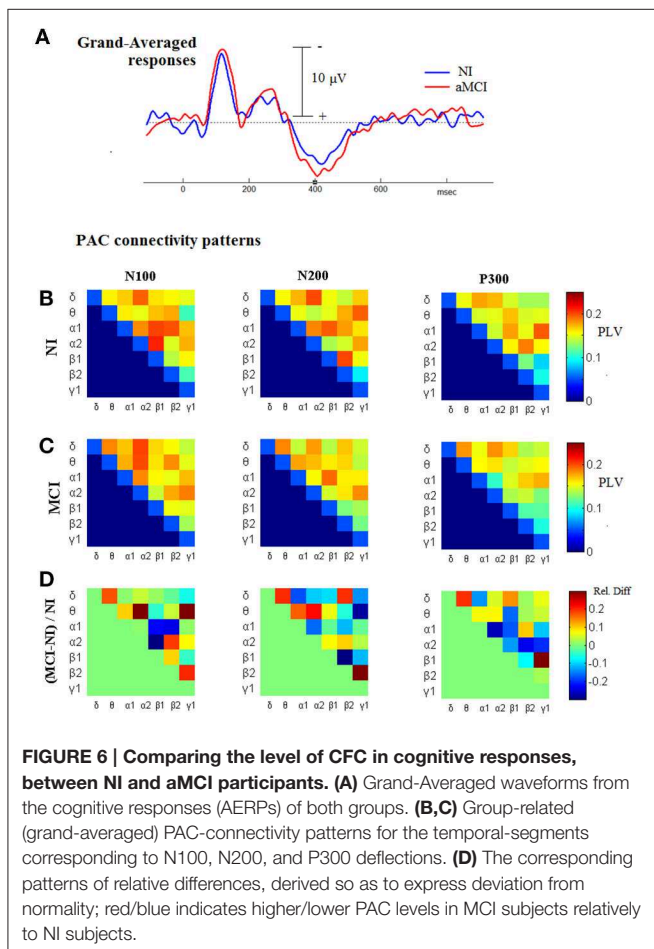 A
Grand-Averaged
responses
-
10 µV
+
NI
aMCI
0 200 400 600 msec
PAC connectivity patterns
N100 N200 P300
B
NI
δ
θ
α1
α2
β1
β2
γ1
δ θ α1 α2 β1 β2 γ1
δ θ α1 α2 β1 β2 γ1
δ θ α1 α2 β1 β2 γ1
0.2
0.1
0
PLV
C
MCI
δ
θ
α1
α2
β1
β2
γ1
δ θ α1 α2 β1 β2 γ1
δ θ α1 α2 β1 β2 γ1
δ θ α1 α2 β1 β2 γ1
0.2
0.1
0
PLV
D
(MCI-NI) / NI
δ
θ
α1
α2
β1
β2
γ1
δ θ α1 α2 β1 β2 γ1
δ θ α1 α2 β1 β2 γ1
δ θ α1 α2 β1 β2 γ1
Rel. Diff
0.2
0.1
0
-0.1
-0.2
FIGURE 6 | Comparing the level of CFC in cognitive responses,
between NI and aMCI participants. (A) Grand-Averaged waveforms from
the cognitive responses (AERPs) of both groups. (B,C) Group-related
(grand-averaged) PAC-connectivity patterns for the temporal-segments
corresponding to N100, N200, and P300 deflections. (D) The corresponding
patterns of relative differences, derived so as to express deviation from
normality; red/blue indicates higher/lower PAC levels in MCI subjects relatively
to NI subjects.